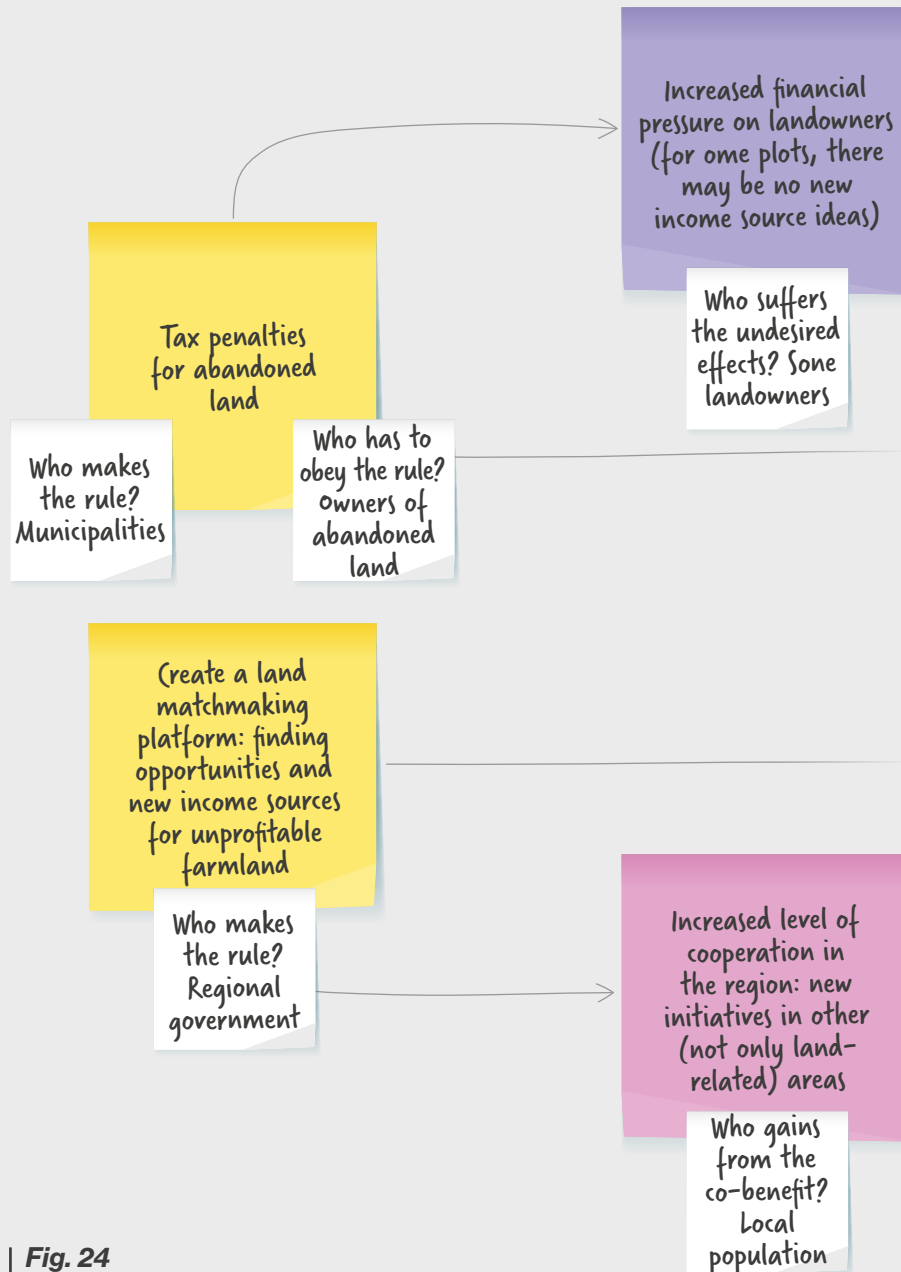 Increased financial
pressure on landowners
(for ome plots, there
may be no new
income source ideas)
Who suffers
the undesired
effects? Sone
landowners
Tax penalties
for abandoned
land
Who makes
the rule?
Municipalities
Who has to
obey the rule?
Owners of
abandoned
land
Create a land
matchmaking
platform: finding
opportunities and
new income sources
for unprofitable
farmland
Who makes
the rule?
Regional
government
Increased level of
cooperation in
the region: new
initiatives in other
(not only land-
related) areas
Who gains
from the
co-benefit?
Local
population
| Fig. 24